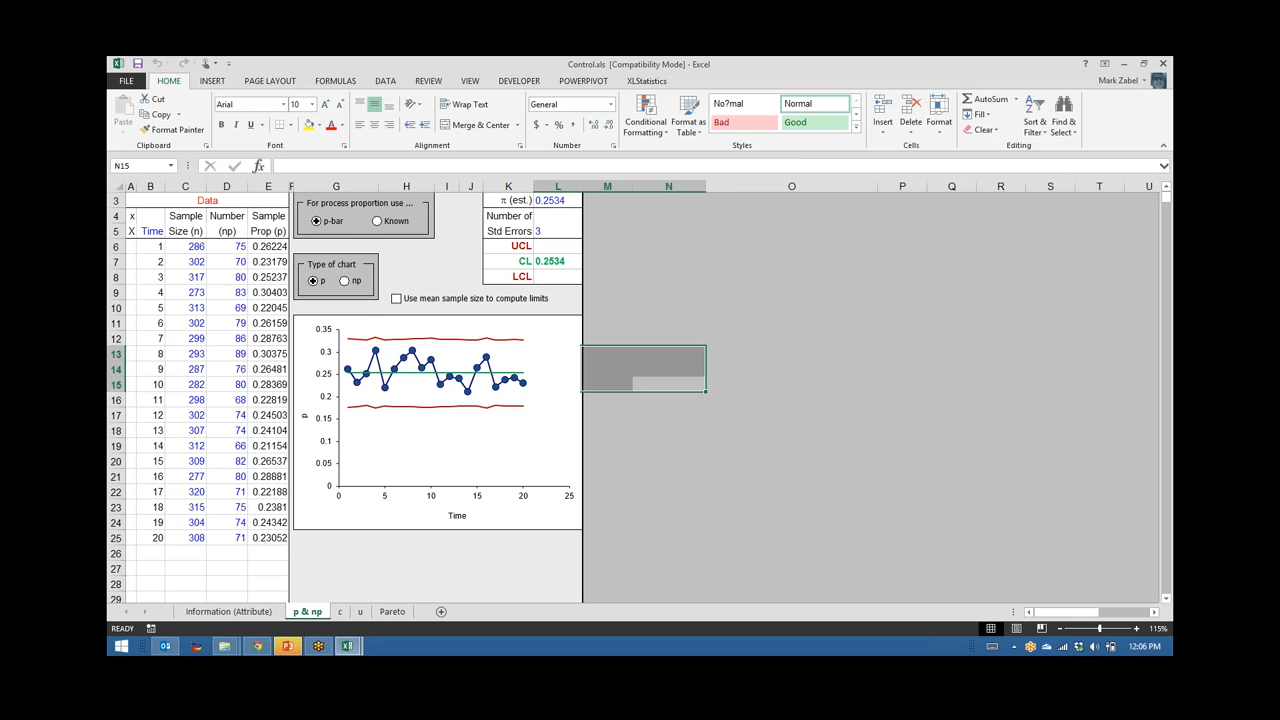 Control.xls [Compatibility Mode] - Excel
FILE HOME INSERT PAGE LAYOUT FORMULAS DATA REVIEW VIEW DEVELOPER POWERPIVOT XLStatistics Mark Zabel
Paste Cut Copy Format Painter
Arial 10 A A
B I U A
Wrap Text
Merge & Center
General
$ % ,
Conditional Formatting Format as Table
No?mal Normal
Bad Good
Insert Delete Format
AutoSum Fill Clear
Sort & Filter Find & Select
Clipboard Font Alignment Number Styles Cells Editing
N15 fx
A B C D E F G H I J K L M N O P Q R S T U
3 Data For process proportion use ... π (est.) 0.2534
4 x Sample Number Sample p-bar Known Number of
5 X Time Size (n) (np) Prop (p) Std Errors 3
6 1 286 75 0.26224 UCL
7 2 302 70 0.23179 Type of chart CL 0.2534
8 3 317 80 0.25237 p np LCL
9 4 273 83 0.30403 Use mean sample size to compute limits
10 5 313 69 0.22045
11 6 302 79 0.26159
12 7 299 86 0.28763
13 8 293 89 0.30375
14 9 287 76 0.26481
15 10 282 80 0.28369
16 11 298 68 0.22819
17 12 302 74 0.24503
18 13 307 74 0.24104
19 14 312 66 0.21154
20 15 309 82 0.26537
21 16 277 80 0.28881
22 17 320 71 0.22188
23 18 315 75 0.2381
24 19 304 74 0.24342
25 20 308 71 0.23052
26
27
28
29
0.35
0.3
0.25
0.2
p
0.15
0.1
0.05
0
0 5 10 15 20 25
Time
Information (Attribute) p & np c u Pareto
READY 115%
12:06 PM